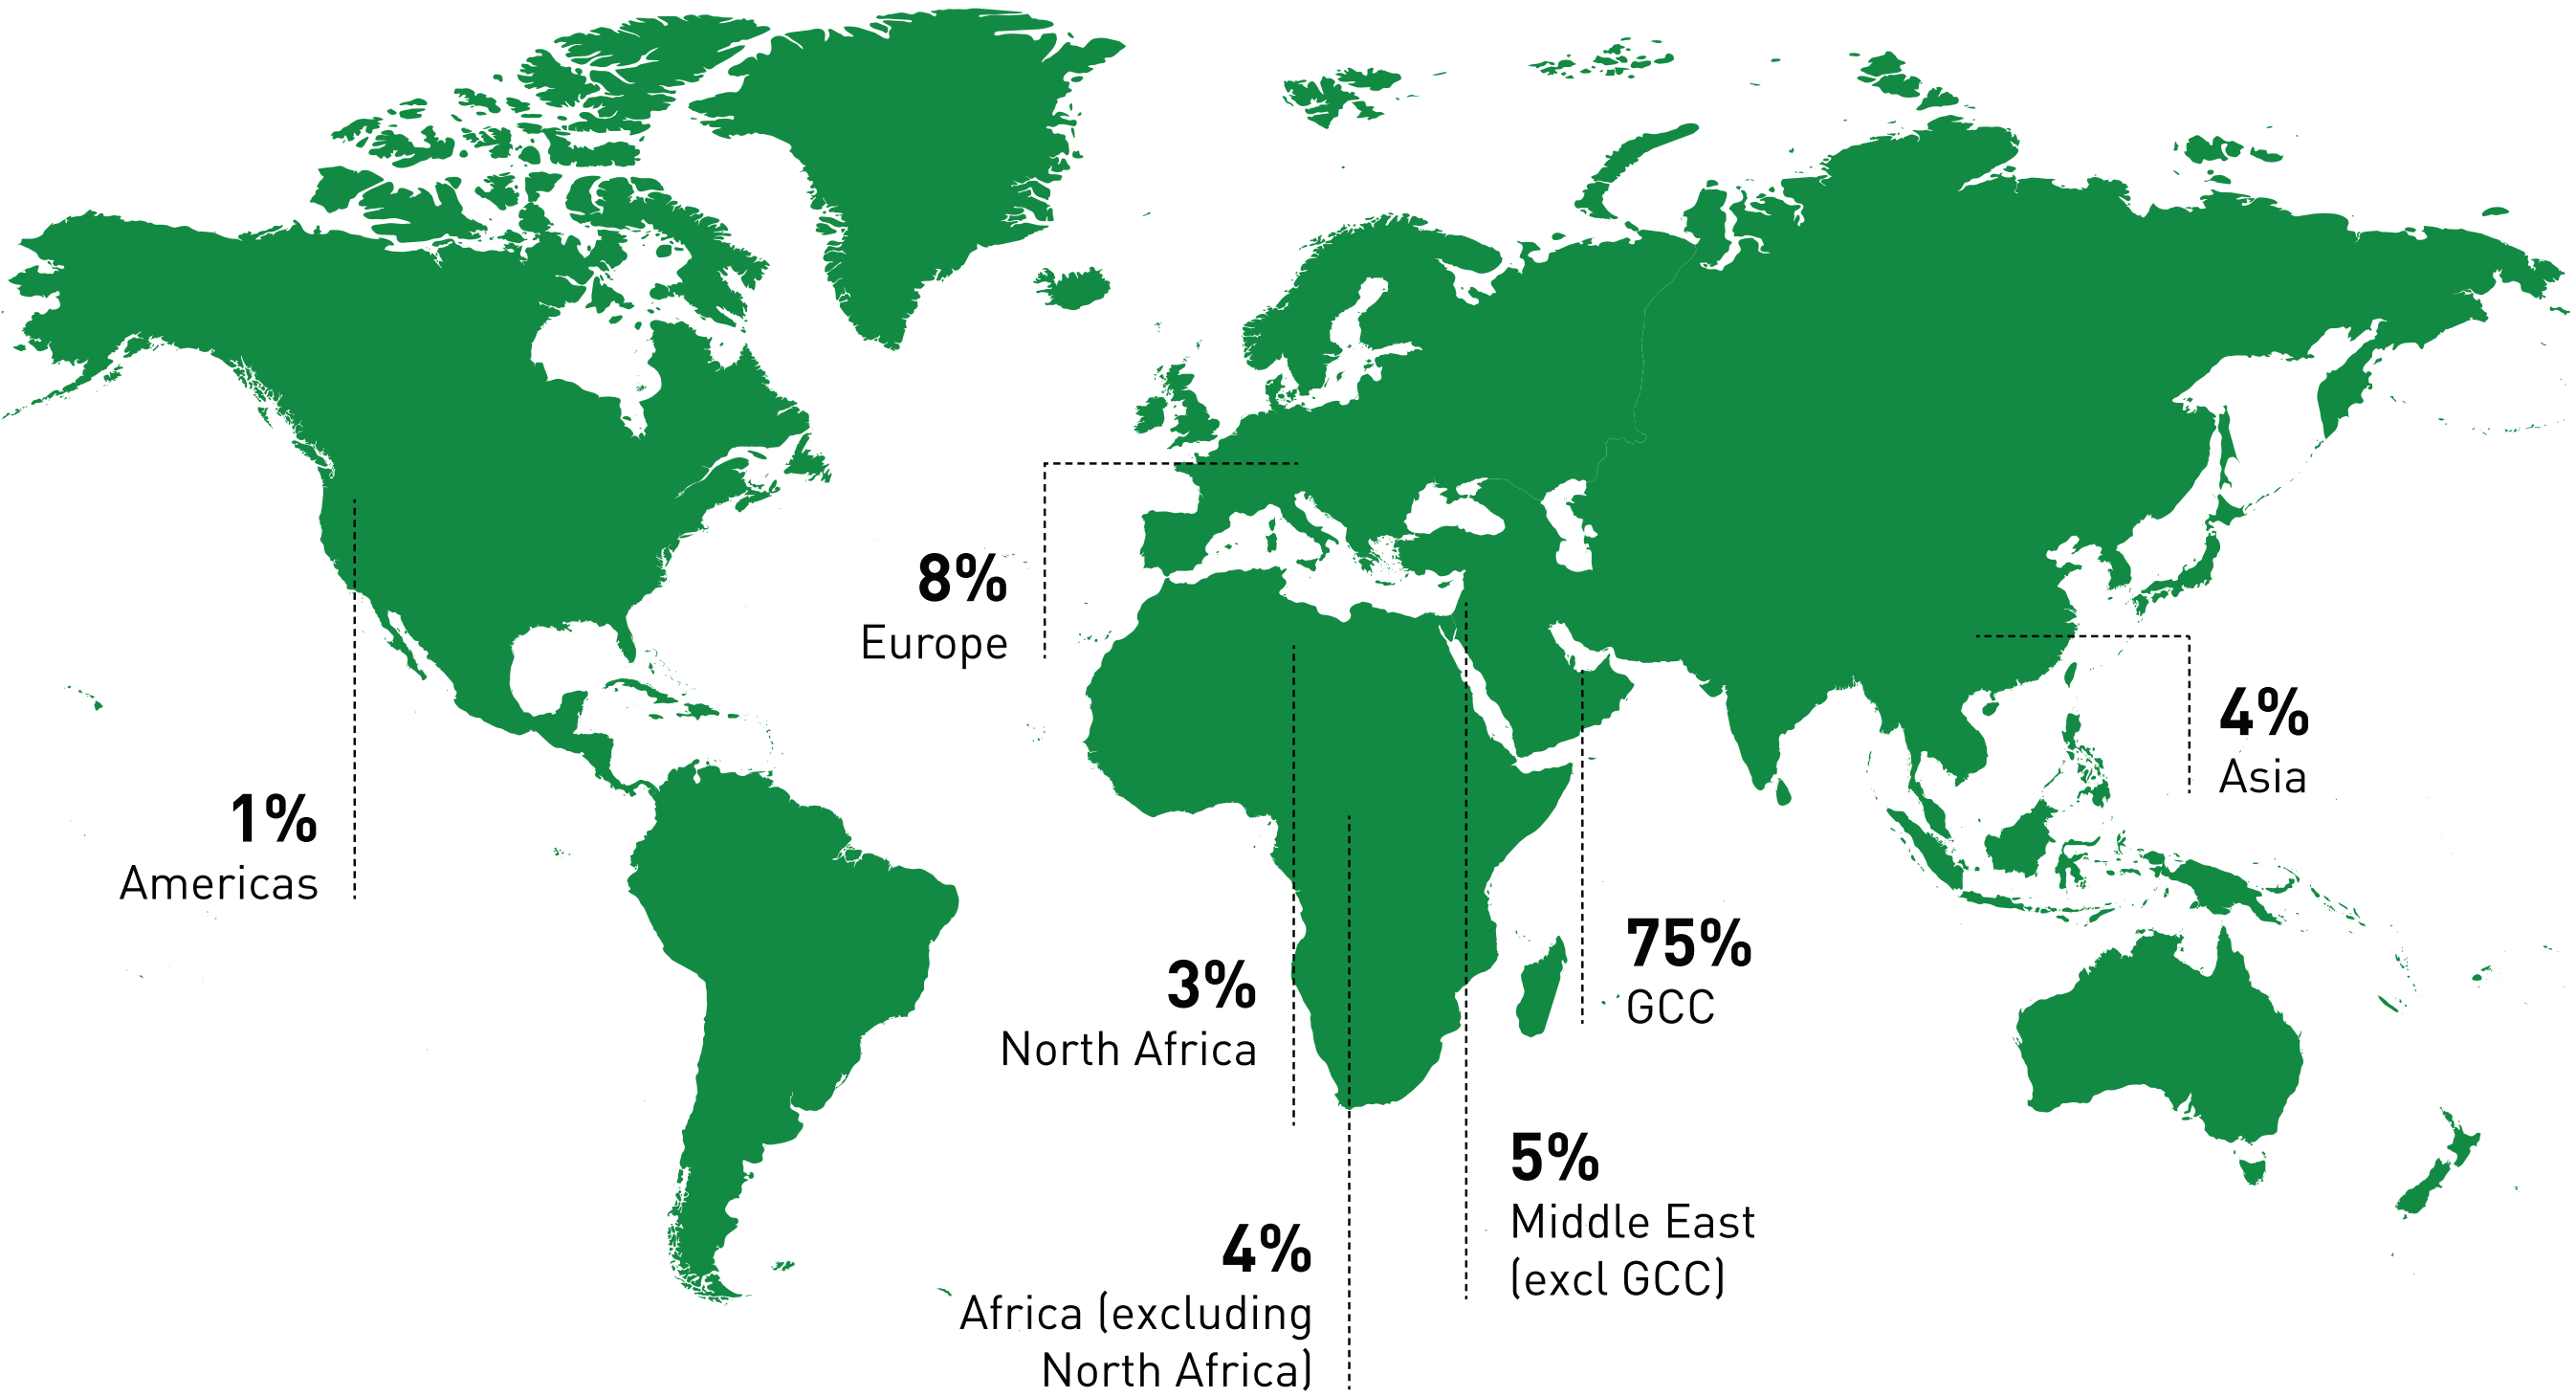 8%
Europe
4%
Asia
1%
Americas
75%
GCC
3%
North Africa
5%
Middle East
(excl GCC)
4%
Africa (excluding
North Africa)